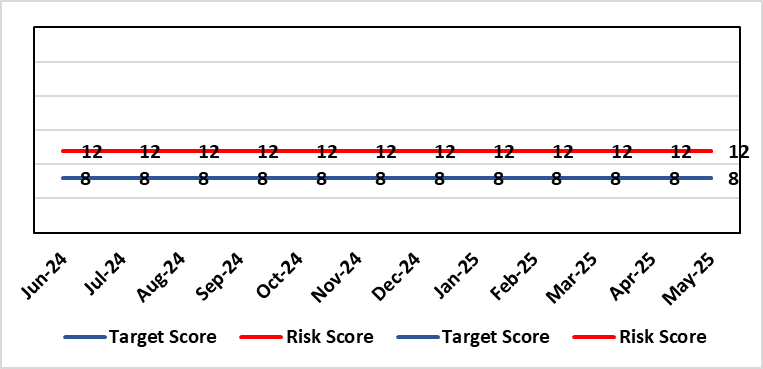 12 12 12 12 12 12 12 12 12 12 12 12
8 8 8 8 8 8 8 8 8 8 8 8
Jun-24 Jul-24 Aug-24 Sep-24 Oct-24 Nov-24 Dec-24 Jan-25 Feb-25 Mar-25 Apr-25 May-25
Target Score Risk Score Target Score Risk Score